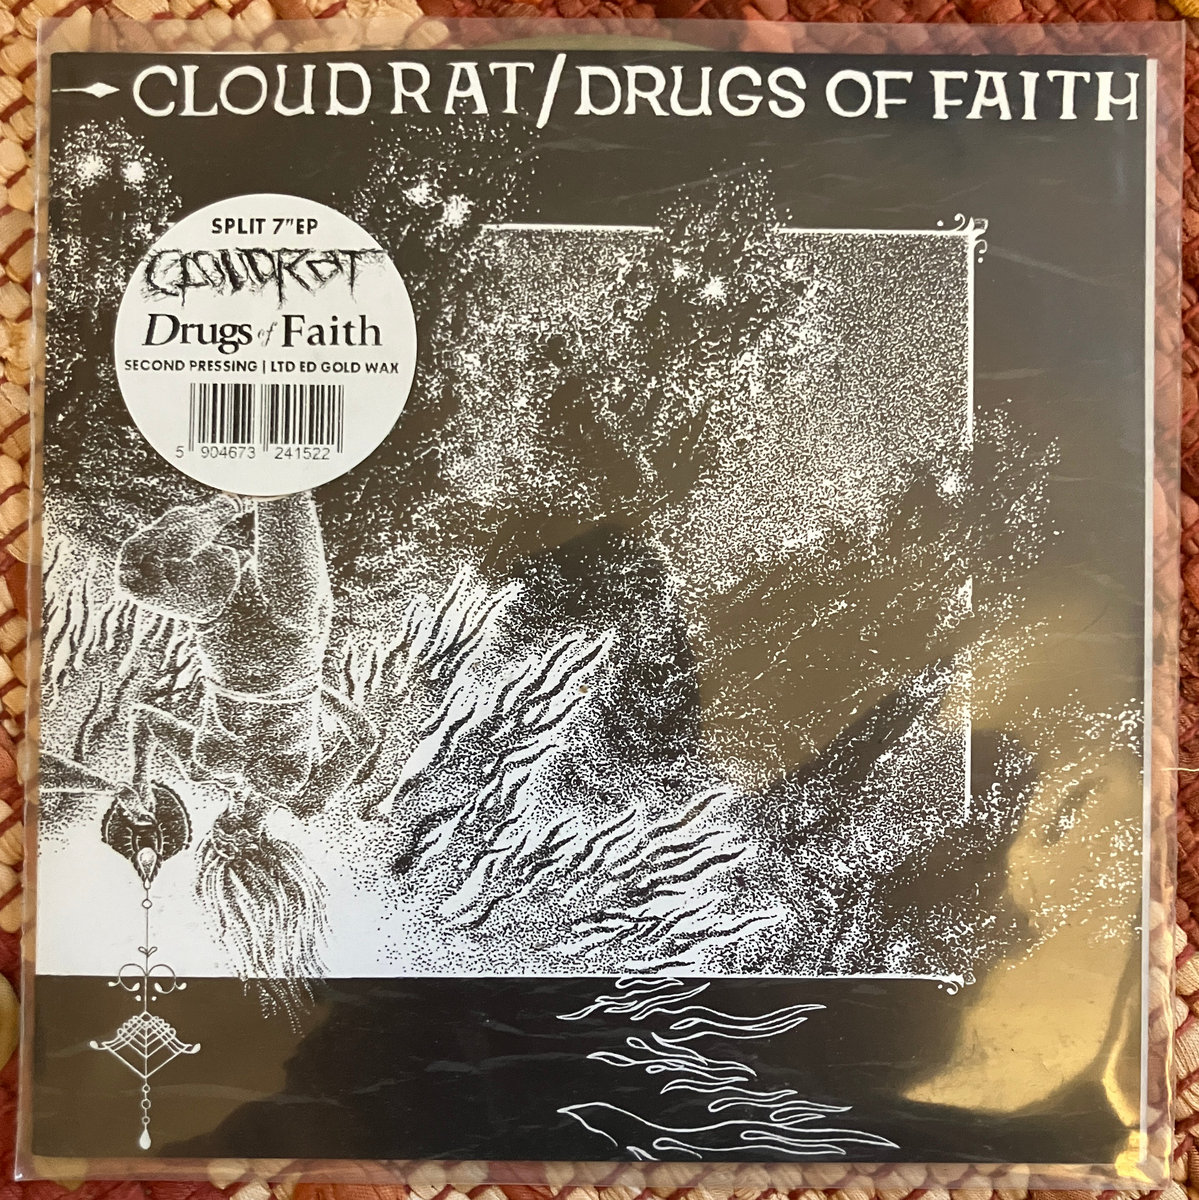 CLOUD RAT/DRUGS OF FAITH
SPLIT 7"EP
CLOUDRAT
Drugs of Faith
SECOND PRESSING | LTD ED GOLD WAX
5 904673 241522